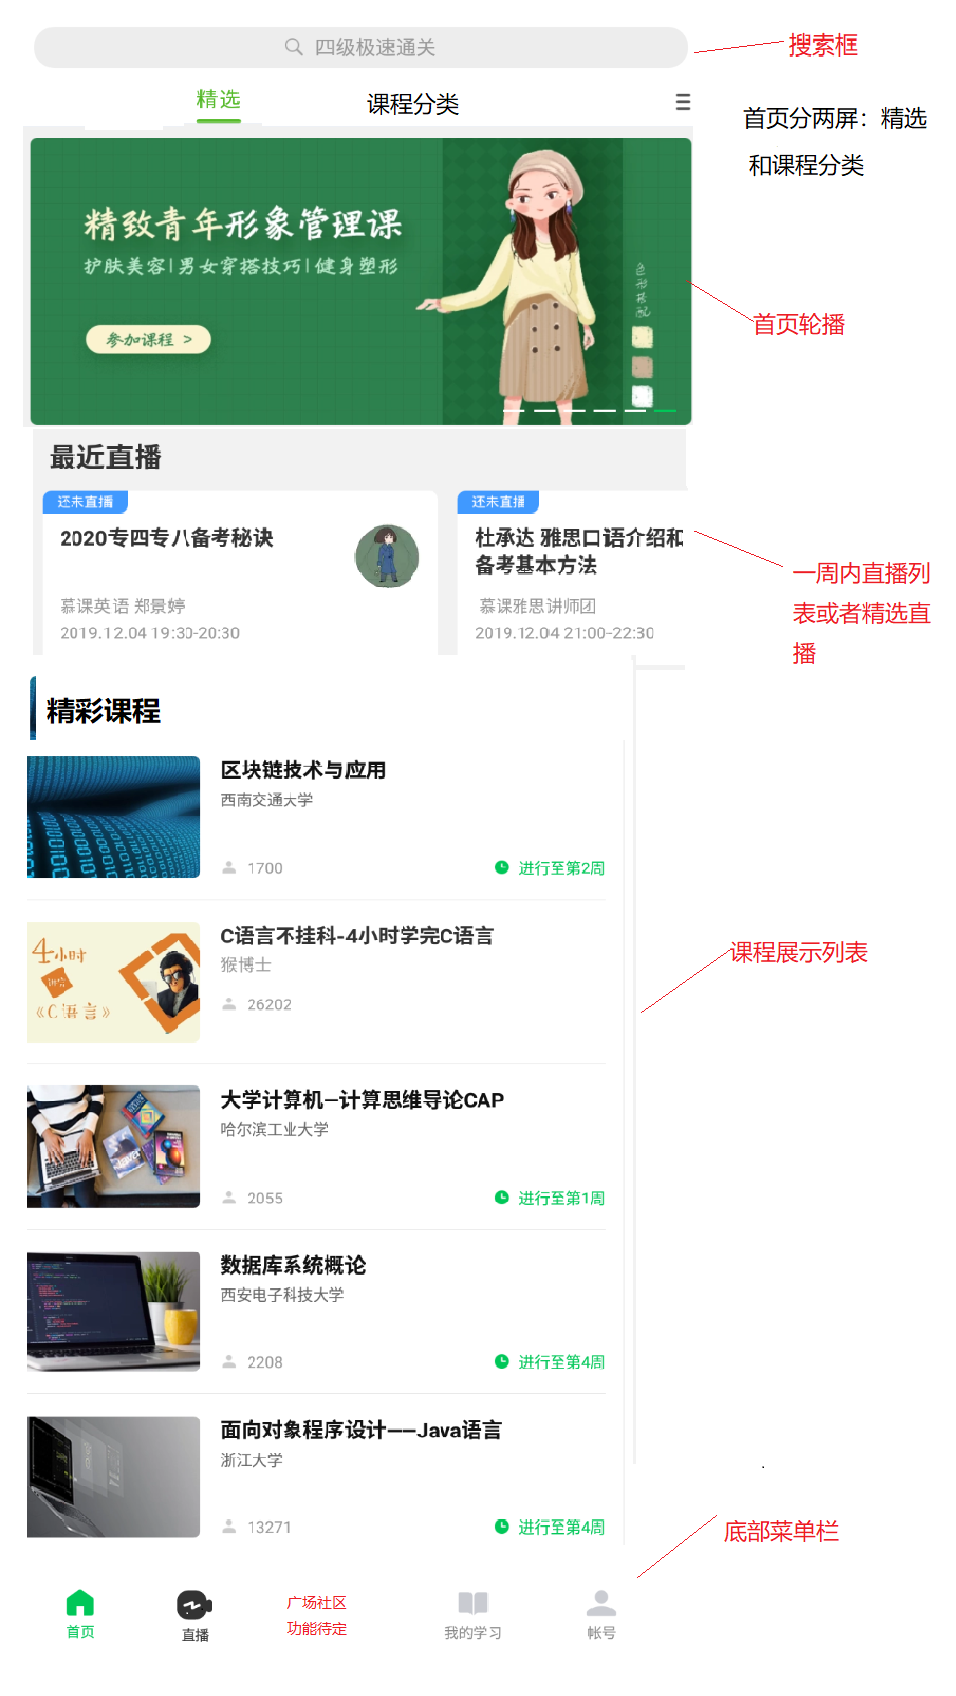 四级极速通关
搜索框
精选
课程分类
首页分两屏：精选
和课程分类
精致青年形象管理课
护肤美容|男女穿搭技巧|健身塑形
色彩搭配
参加课程 >
首页轮播
最近直播
还未直播
还未直播
2020专四专八备考秘诀
杜承达 雅思口语介绍和
备考基本方法
慕课英语 郑景婷
慕课雅思讲师团
2019.12.04 19:30-20:30
2019.12.04 21:00-22:30
一周内直播列
表或者精选直
播
精彩课程
区块链技术与应用
西南交通大学
1700
进行至第2周
4小时
《C语言》
C语言不挂科-4小时学完C语言
猴博士
26202
课程展示列表
大学计算机—计算思维导论CAP
哈尔滨工业大学
2055
进行至第1周
数据库系统概论
西安电子科技大学
2208
进行至第4周
面向对象程序设计——Java语言
浙江大学
13271
进行至第4周
底部菜单栏
首页
直播
广场社区
功能待定
我的学习
帐号